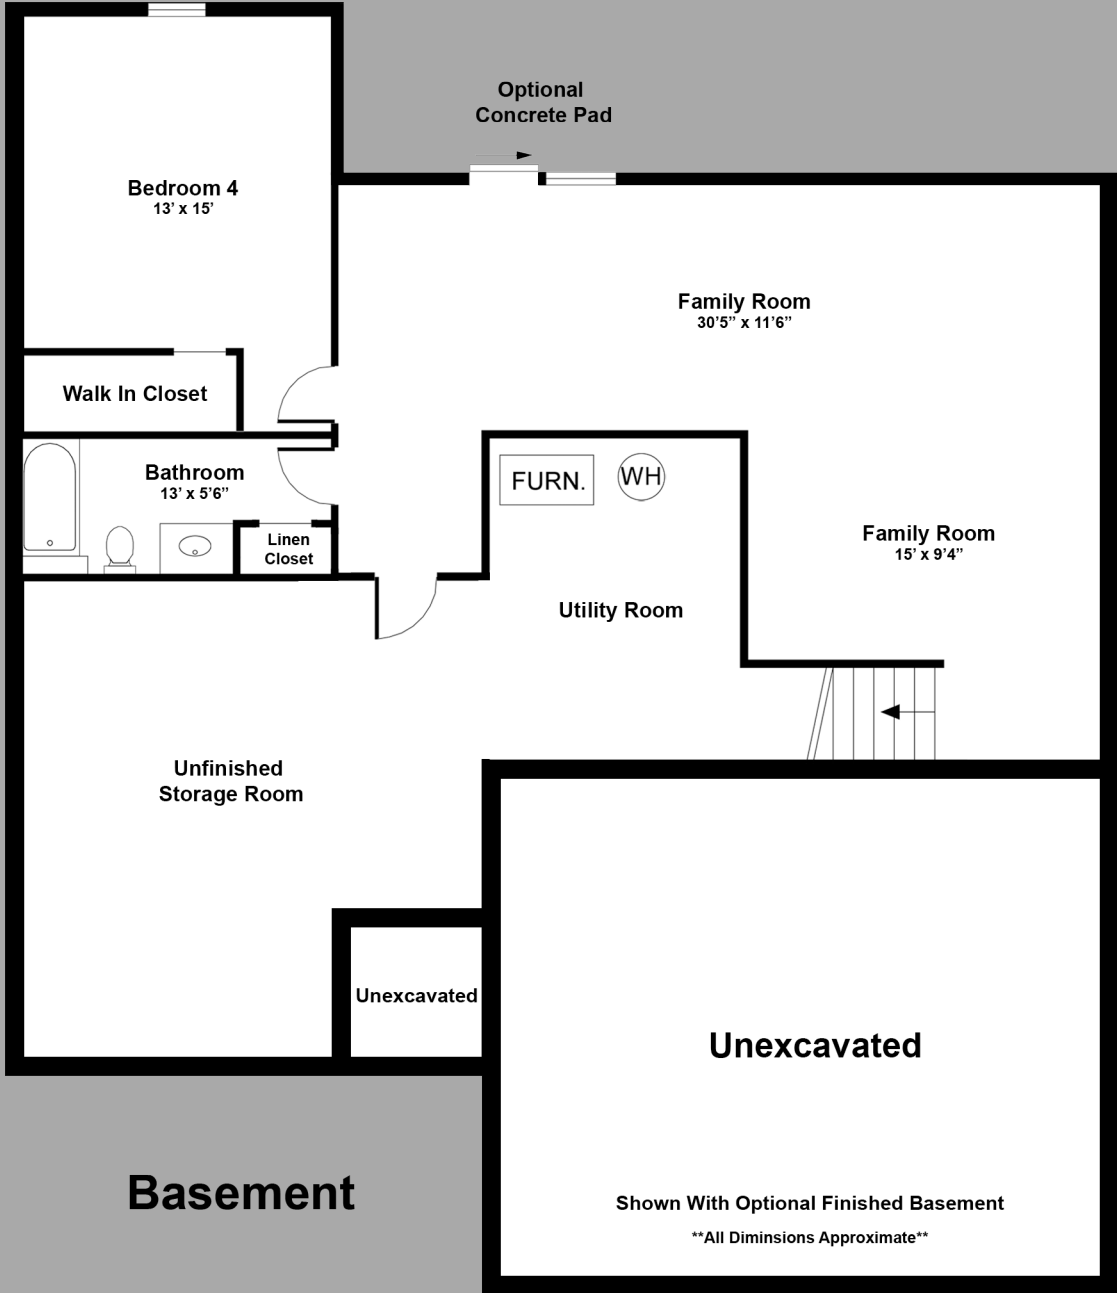 Optional
Concrete Pad
Bedroom 4
13’ x 15’
Family Room
30’5” x 11’6”
Walk In Closet
Bathroom
13’ x 5’6”
FURN.
WH
Linen
Closet
Family Room
15’ x 9’4”
Utility Room
Unfinished
Storage Room
Unexcavated
Unexcavated
Basement
Shown With Optional Finished Basement
**All Diminsions Approximate**